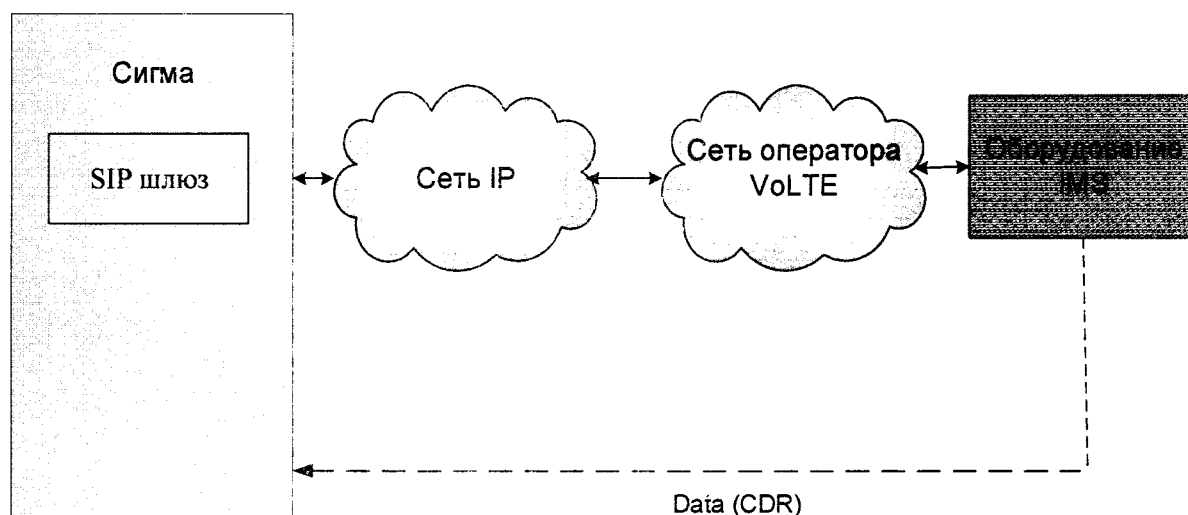 Сигма
SIP шлюз
Сеть IP
Сеть оператора
VoLTE
Оборудование
IMS
Data (CDR)